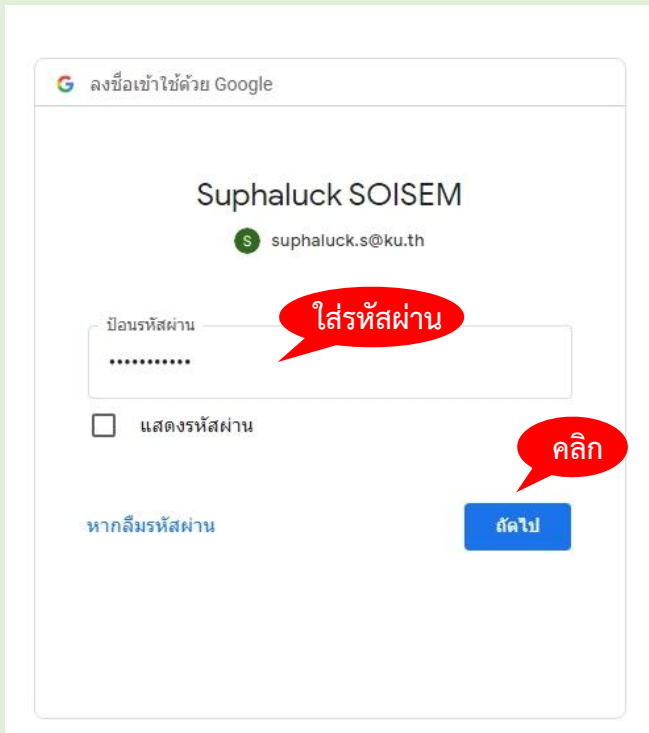 ลงชื่อเข้าใช้ด้วย Google
Suphaluck SOISEM
S suphaluck.s@ku.th
ป้อนรหัสผ่าน
ใส่รหัสผ่าน
•••••••••••
แสดงรหัสผ่าน
คลิก
หากลืมรหัสผ่าน
ถัดไป